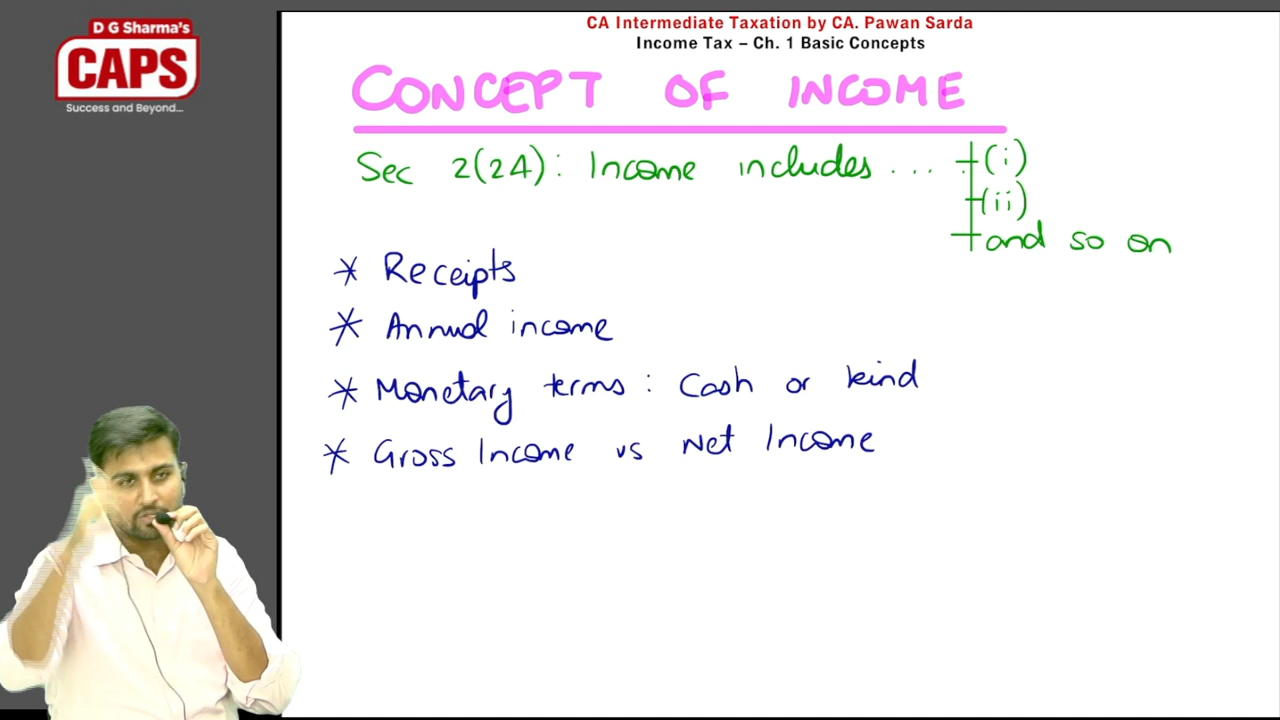 D G Sharma's
CAPS
Success and Beyond...
CA Intermediate Taxation by CA. Pawan Sarda
Income Tax – Ch. 1 Basic Concepts
CONCEPT OF INCOME
Sec 2(24): Income includes ... (i)
(ii)
and so on
* Receipts
* Annual income
* Monetary terms : Cash or kind
* Gross Income vs Net Income